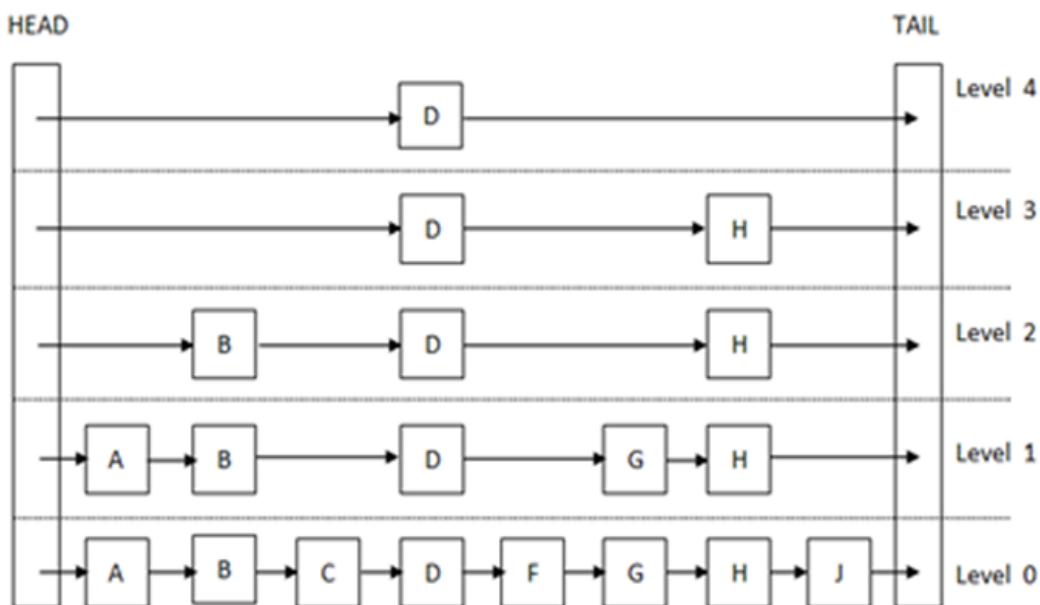 HEAD TAIL
Level 4
D
Level 3
D H
Level 2
B D H
Level 1
A B D G H
A B C D F G H J Level 0